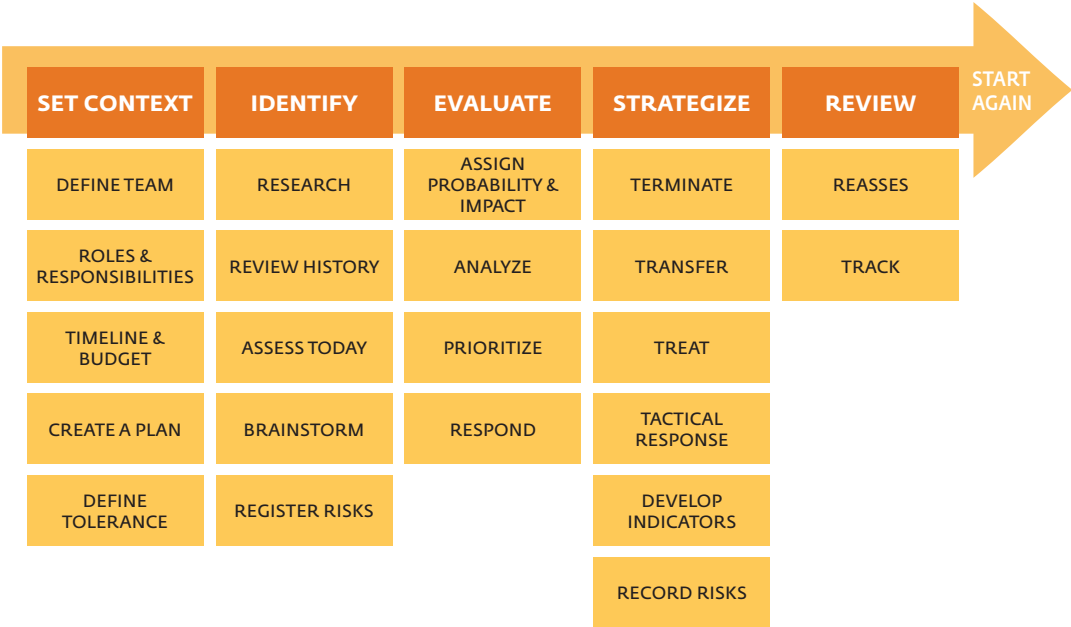 SET CONTEXT
IDENTIFY
EVALUATE
STRATEGIZE
REVIEW
START
AGAIN
DEFINE TEAM
ROLES &
RESPONSIBILITIES
TIMELINE &
BUDGET
CREATE A PLAN
DEFINE
TOLERANCE
RESEARCH
REVIEW HISTORY
ASSESS TODAY
BRAINSTORM
REGISTER RISKS
ASSIGN
PROBABILITY &
IMPACT
ANALYZE
PRIORITIZE
RESPOND
TERMINATE
TRANSFER
TREAT
TACTICAL
RESPONSE
DEVELOP
INDICATORS
RECORD RISKS
REASSES
TRACK